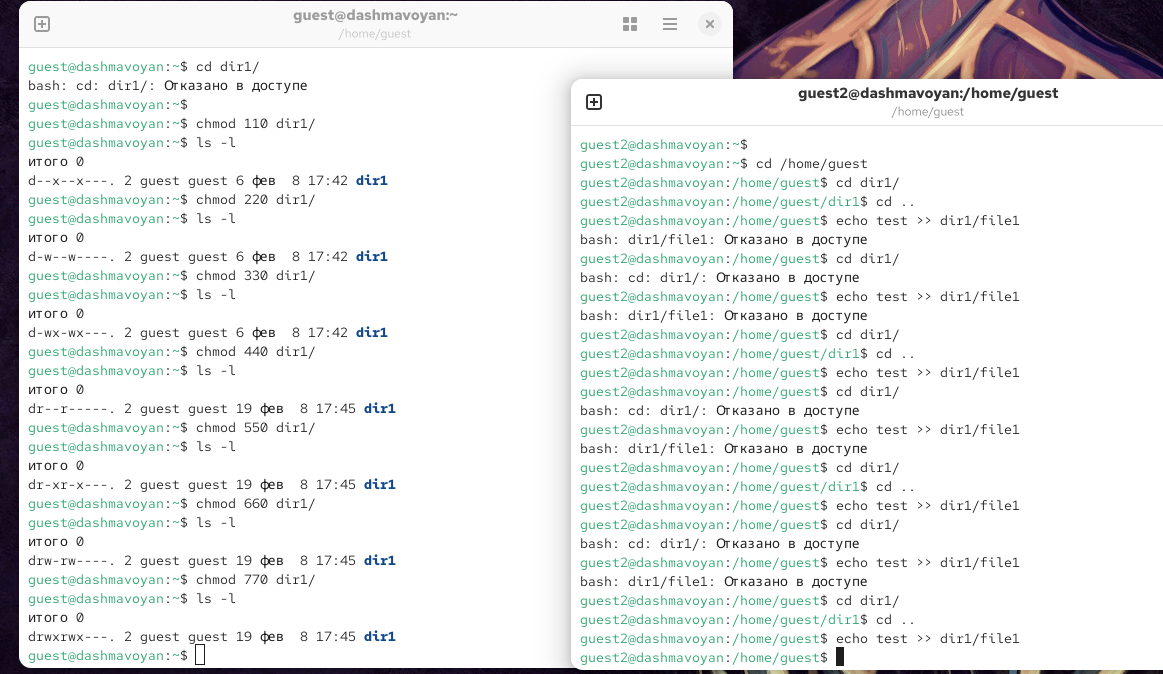 guest@dashmavoyan:~
/home/guest
guest@dashmavoyan:~$ cd dir1/
bash: cd: dir1/: Отказано в доступе
guest@dashmavoyan:~$
guest@dashmavoyan:~$ chmod 110 dir1/
guest@dashmavoyan:~$ ls -l
итого 0
d--x--x---. 2 guest guest 6 фев  8 17:42 dir1
guest@dashmavoyan:~$ chmod 220 dir1/
guest@dashmavoyan:~$ ls -l
итого 0
d-w--w----. 2 guest guest 6 фев  8 17:42 dir1
guest@dashmavoyan:~$ chmod 330 dir1/
guest@dashmavoyan:~$ ls -l
итого 0
d-wx-wx---. 2 guest guest 6 фев  8 17:42 dir1
guest@dashmavoyan:~$ chmod 440 dir1/
guest@dashmavoyan:~$ ls -l
итого 0
dr--r-----. 2 guest guest 19 фев  8 17:45 dir1
guest@dashmavoyan:~$ chmod 550 dir1/
guest@dashmavoyan:~$ ls -l
итого 0
dr-xr-x---. 2 guest guest 19 фев  8 17:45 dir1
guest@dashmavoyan:~$ chmod 660 dir1/
guest@dashmavoyan:~$ ls -l
итого 0
drw-rw----. 2 guest guest 19 фев  8 17:45 dir1
guest@dashmavoyan:~$ chmod 770 dir1/
guest@dashmavoyan:~$ ls -l
итого 0
drwxrwx---. 2 guest guest 19 фев  8 17:45 dir1
guest@dashmavoyan:~$
guest2@dashmavoyan:/home/guest
/home/guest
guest2@dashmavoyan:~$
guest2@dashmavoyan:~$ cd /home/guest
guest2@dashmavoyan:/home/guest$ cd dir1/
guest2@dashmavoyan:/home/guest/dir1$ cd ..
guest2@dashmavoyan:/home/guest$ echo test >> dir1/file1
bash: dir1/file1: Отказано в доступе
guest2@dashmavoyan:/home/guest$ cd dir1/
bash: cd: dir1/: Отказано в доступе
guest2@dashmavoyan:/home/guest$ echo test >> dir1/file1
bash: dir1/file1: Отказано в доступе
guest2@dashmavoyan:/home/guest$ cd dir1/
guest2@dashmavoyan:/home/guest/dir1$ cd ..
guest2@dashmavoyan:/home/guest$ echo test >> dir1/file1
guest2@dashmavoyan:/home/guest$ cd dir1/
bash: cd: dir1/: Отказано в доступе
guest2@dashmavoyan:/home/guest$ echo test >> dir1/file1
bash: dir1/file1: Отказано в доступе
guest2@dashmavoyan:/home/guest$ cd dir1/
guest2@dashmavoyan:/home/guest/dir1$ cd ..
guest2@dashmavoyan:/home/guest$ echo test >> dir1/file1
guest2@dashmavoyan:/home/guest$ cd dir1/
bash: cd: dir1/: Отказано в доступе
guest2@dashmavoyan:/home/guest$ echo test >> dir1/file1
bash: dir1/file1: Отказано в доступе
guest2@dashmavoyan:/home/guest$ cd dir1/
guest2@dashmavoyan:/home/guest/dir1$ cd ..
guest2@dashmavoyan:/home/guest$ echo test >> dir1/file1
guest2@dashmavoyan:/home/guest$